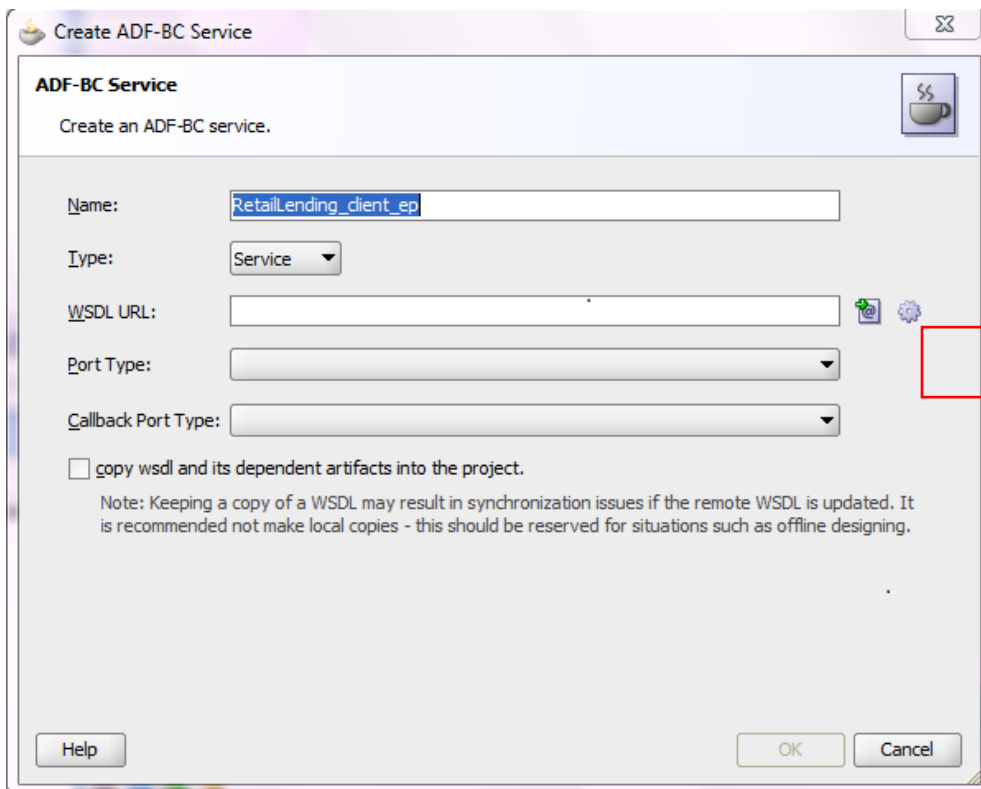 Create ADF-BC Service
ADF-BC Service
Create an ADF-BC service.
Name: RetailLending_client_ep
Type: Service
WSDL URL:
Port Type:
Callback Port Type:
copy wsdl and its dependent artifacts into the project.
Note: Keeping a copy of a WSDL may result in synchronization issues if the remote WSDL is updated. It
is recommended not make local copies - this should be reserved for situations such as offline designing.
Help OK Cancel